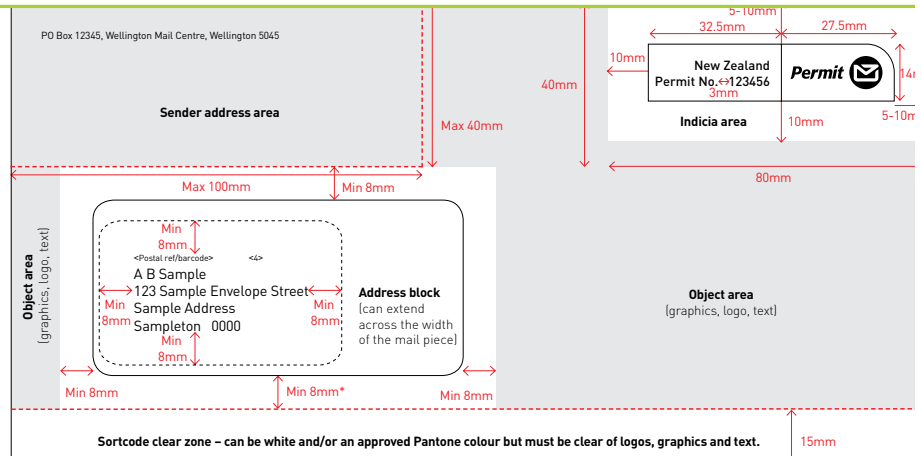 5-10mm
32.5mm
27.5mm
PO Box 12345, Wellington Mail Centre, Wellington 5045
10mm
New Zealand
Permit No.↔123456
3mm
Permit
14m
40mm
Sender address area
Max 40mm
Indicia area
10mm
5-10m
80mm
Max 100mm
Min 8mm
Object area
(graphics, logo, text)
Min
8mm
<Postal ref/barcode>
<4>
A B Sample
123 Sample Envelope Street
Sample Address
Sampleton 0000
Min
8mm
Min
8mm
Min
8mm
Address block
(can extend
across the width
of the mail piece)
Object area
(graphics, logo, text)
Min 8mm
Min 8mm*
Min 8mm
Sortcode clear zone – can be white and/or an approved Pantone colour but must be clear of logos, graphics and text.
15mm